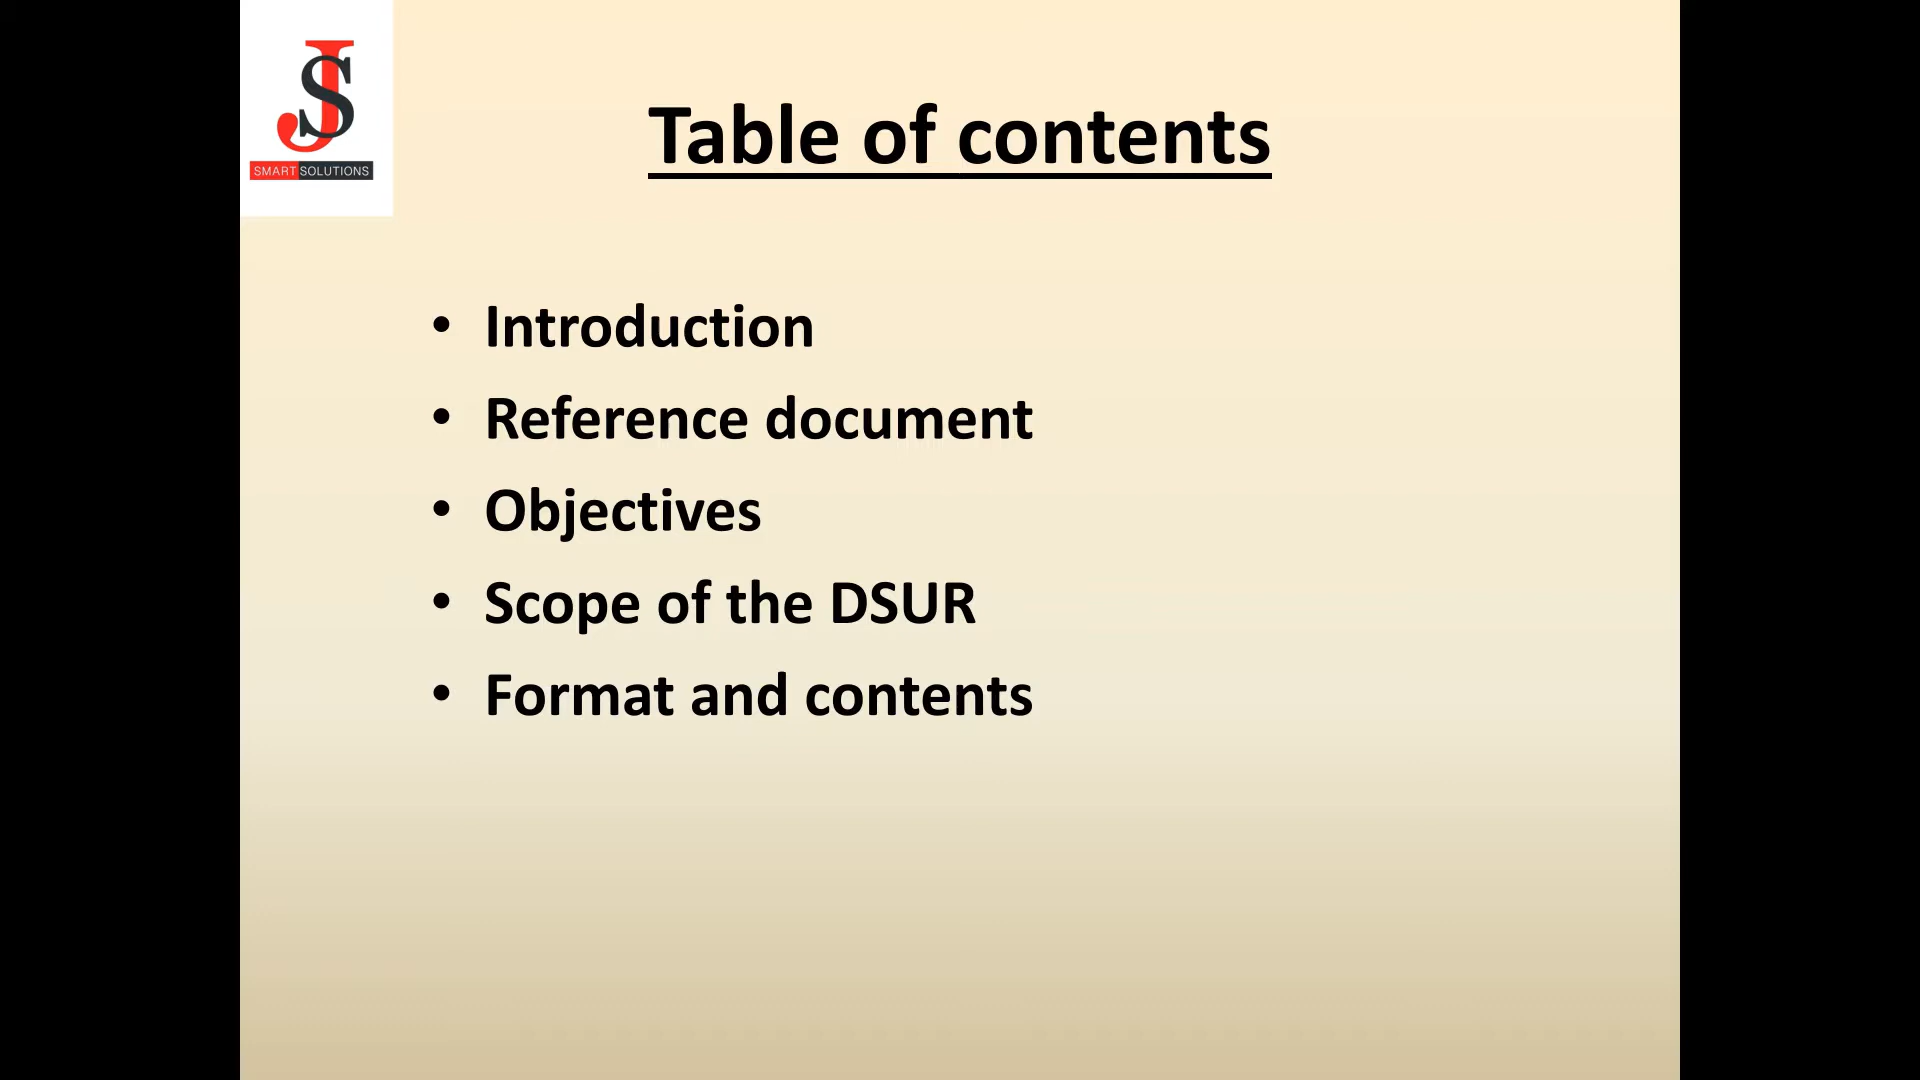 JS
SMART SOLUTIONS
Table of contents
• Introduction
• Reference document
• Objectives
• Scope of the DSUR
• Format and contents